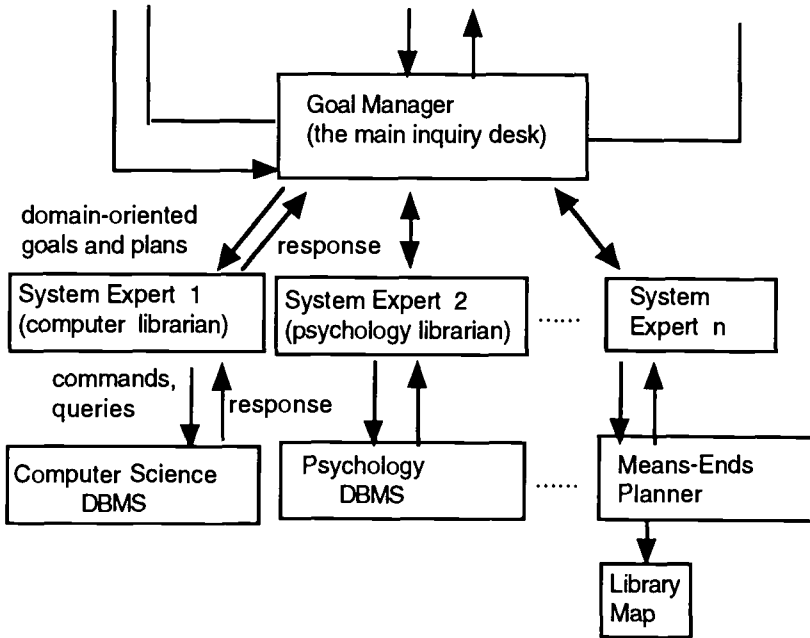 Goal Manager
(the main inquiry desk)
domain-oriented
goals and plans
response
System Expert 1
(computer librarian)
System Expert 2
(psychology librarian)
......
System
Expert n
commands,
queries
response
Computer Science
DBMS
Psychology
DBMS
......
Means-Ends
Planner
Library
Map